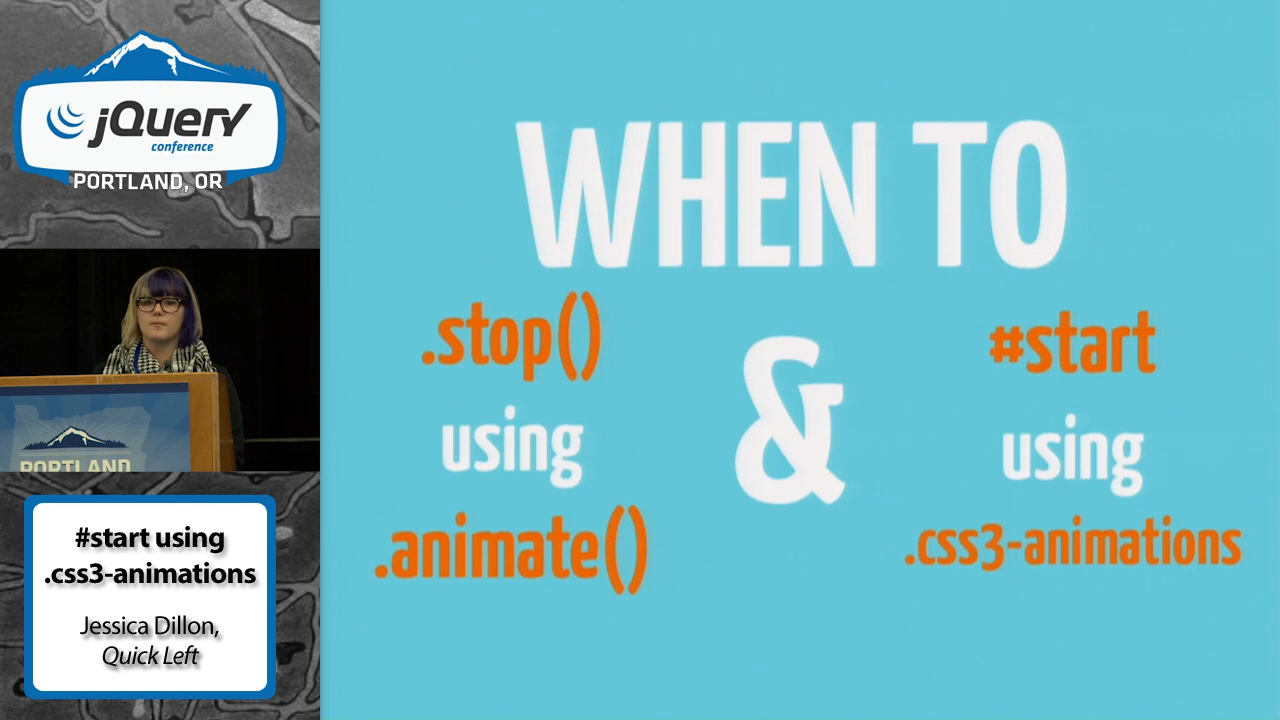 jQuery
conference
PORTLAND, OR
PORTLAND
#start using
.css3-animations
Jessica Dillon,
Quick Left
WHEN TO
.stop()
using
.animate()
&
#start
using
.css3-animations